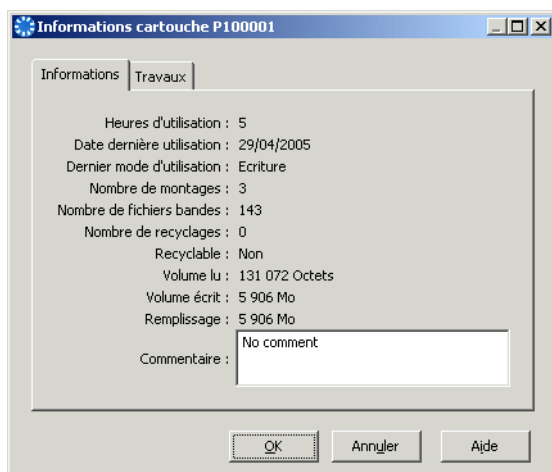 Informations cartouche P100001
Informations Travaux
Heures d'utilisation : 5
Date dernière utilisation : 29/04/2005
Dernier mode d'utilisation : Ecriture
Nombre de montages : 3
Nombre de fichiers bandes : 143
Nombre de recyclages : 0
Recyclable : Non
Volume lu : 131 072 Octets
Volume écrit : 5 906 Mo
Remplissage : 5 906 Mo
Commentaire : No comment
OK Annuler Aide